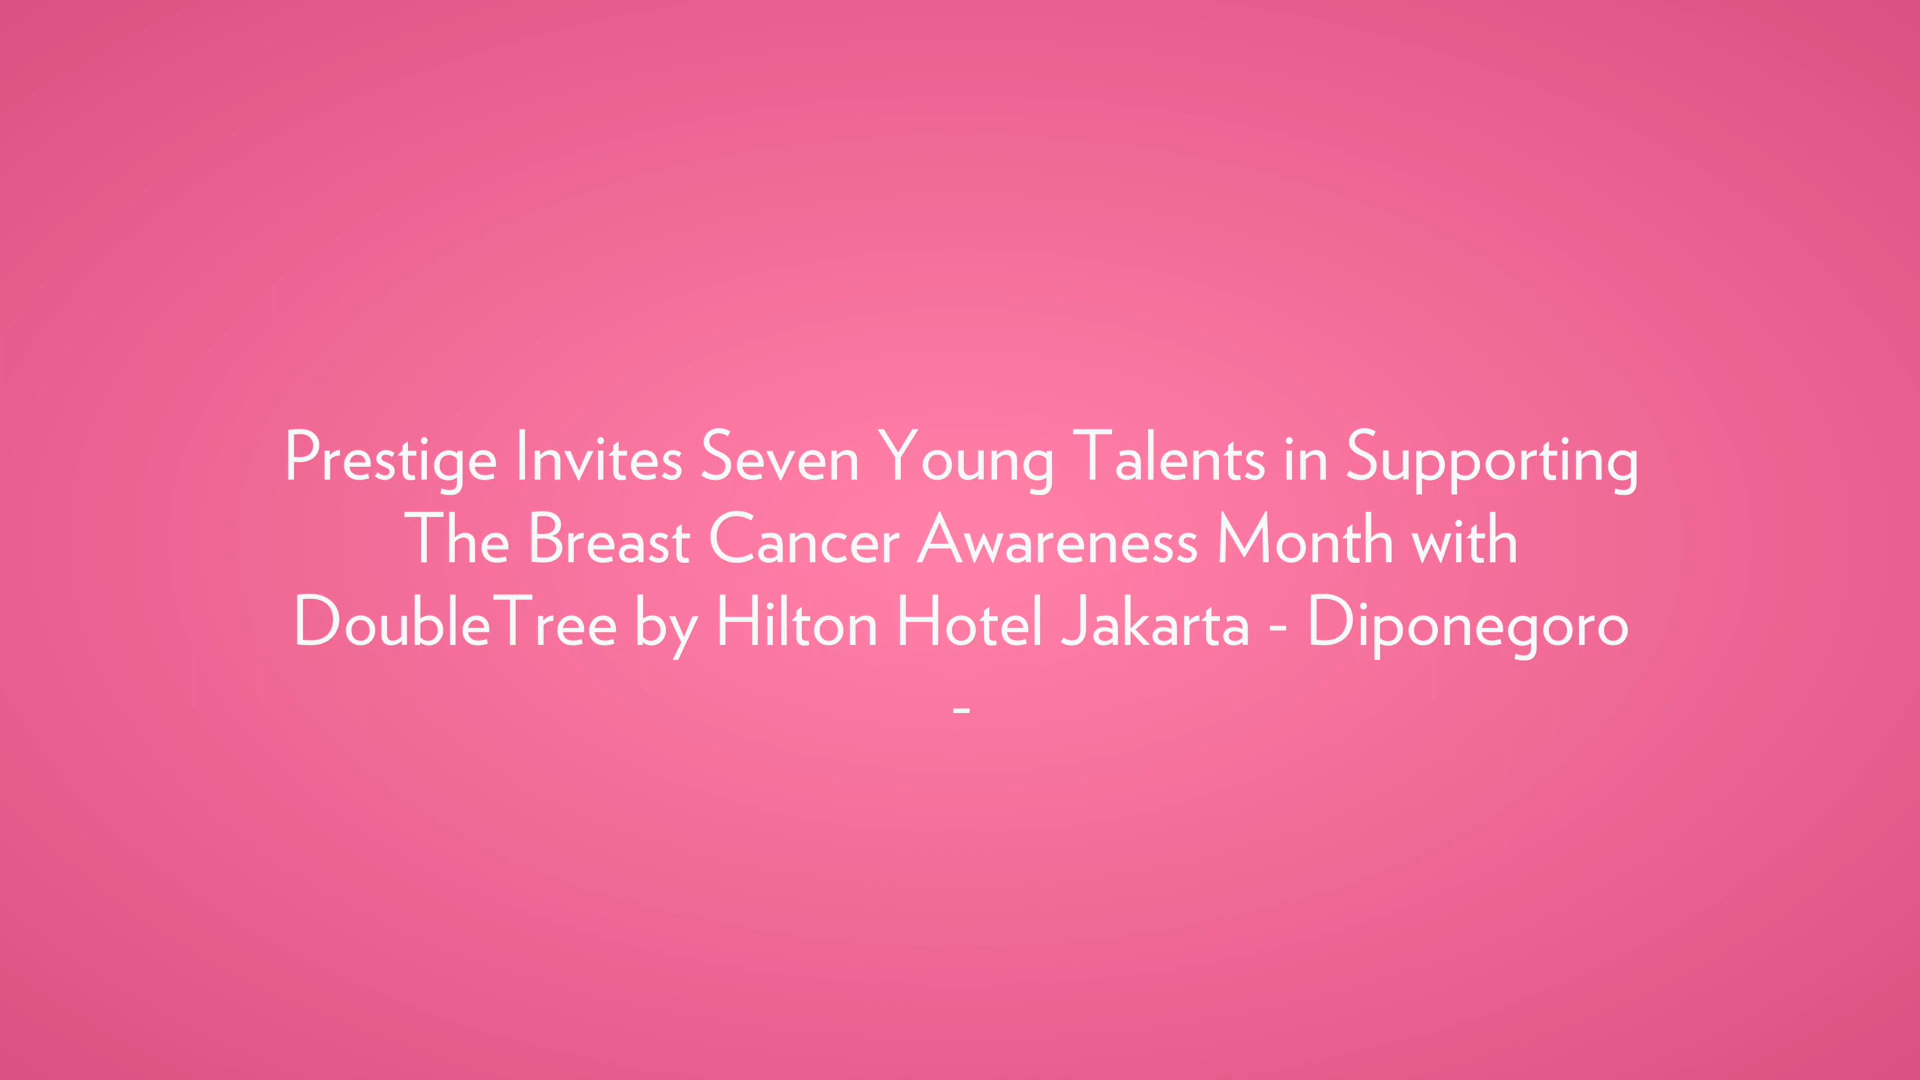 Prestige Invites Seven Young Talents in Supporting
The Breast Cancer Awareness Month with
DoubleTree by Hilton Hotel Jakarta - Diponegoro
-